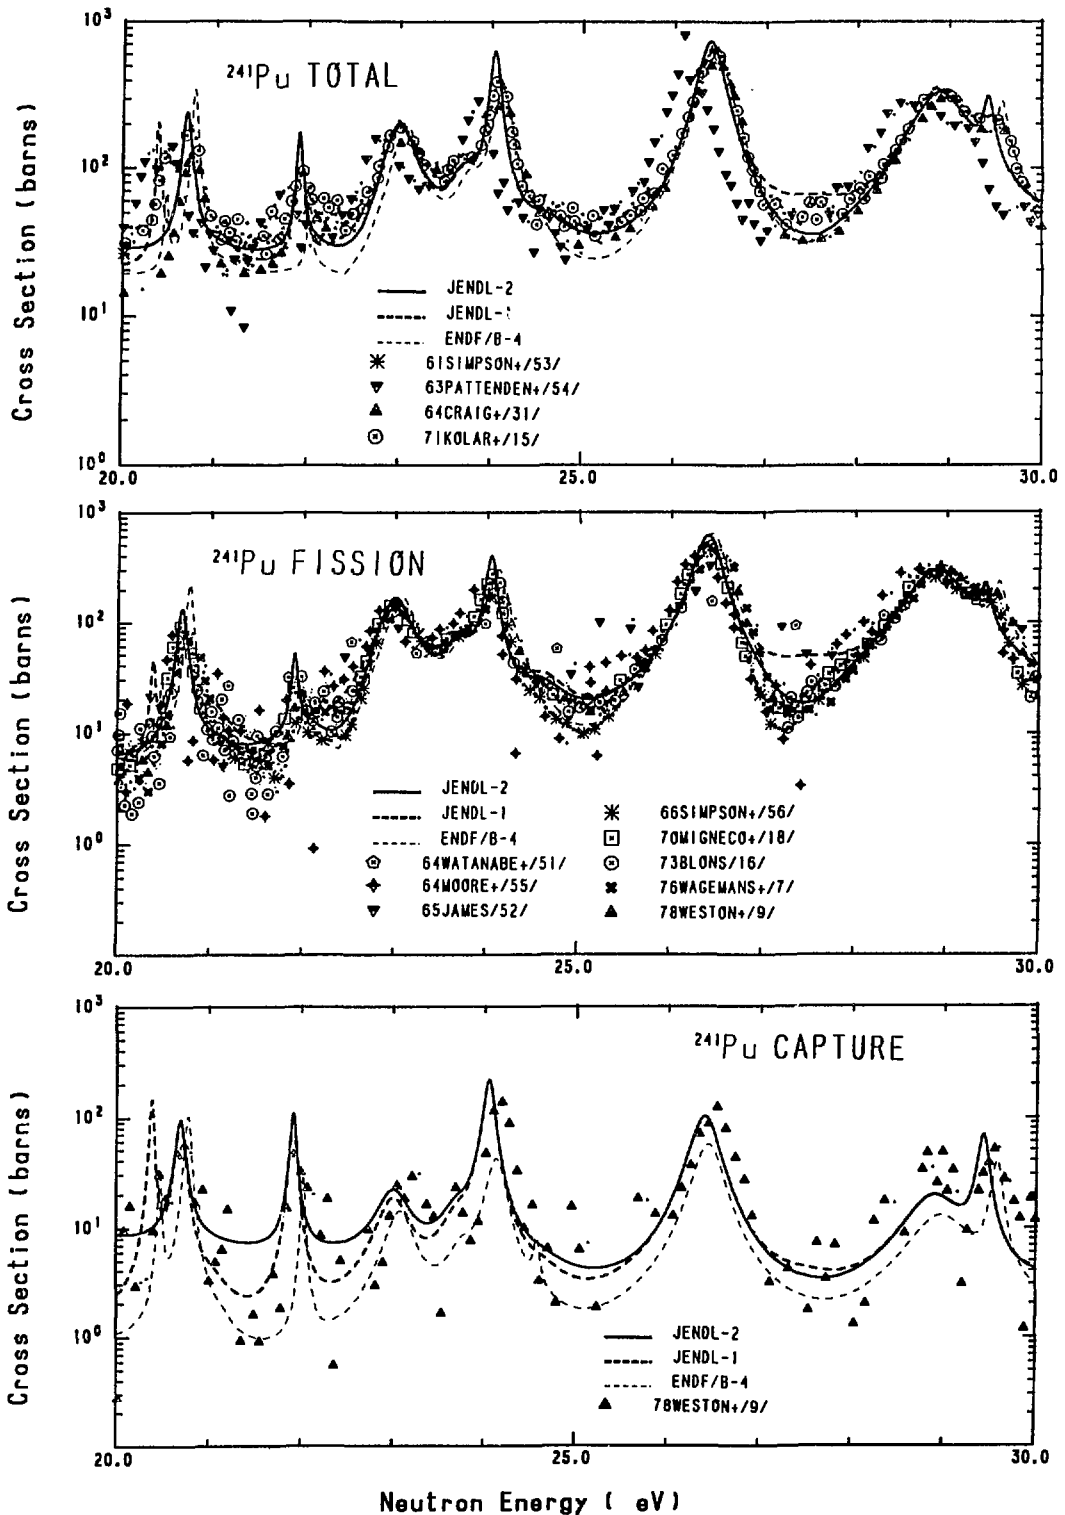 10³
²⁴¹Pu TOTAL
10²
Cross Section (barns)
10¹
JENDL-2
JENDL-1
ENDF/B-4
61SIMPSON+/53/
63PATTENDEN+/54/
64CRAIG+/31/
71KOLAR+/15/
10⁰
20.0 25.0 30.0
10³
²⁴¹Pu FISSION
10²
Cross Section (barns)
10¹
10⁰
JENDL-2
JENDL-1
ENDF/B-4
64WATANABE+/51/
64MOORE+/55/
65JAMES/52/
66SIMPSON+/56/
70MIGNECO+/18/
73BLONS/16/
76WAGEMANS+/7/
78WESTON+/9/
20.0 25.0 30.0
10³
²⁴¹Pu CAPTURE
10²
Cross Section (barns)
10¹
10⁰
JENDL-2
JENDL-1
ENDF/B-4
78WESTON+/9/
20.0 25.0 30.0
Neutron Energy ( eV)